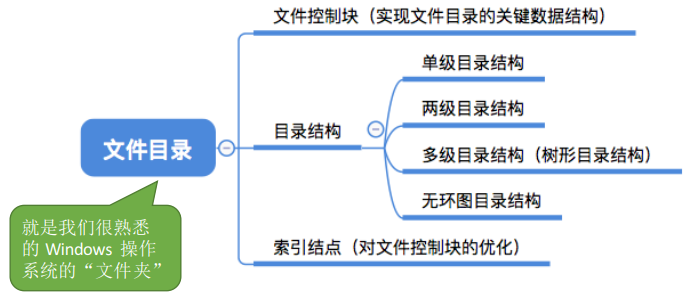 文件控制块（实现文件目录的关键数据结构）
单级目录结构
两级目录结构
目录结构
文件目录
多级目录结构（树形目录结构）
无环图目录结构
就是我们很熟悉
的 Windows 操作
系统的“文件夹”
索引结点（对文件控制块的优化）